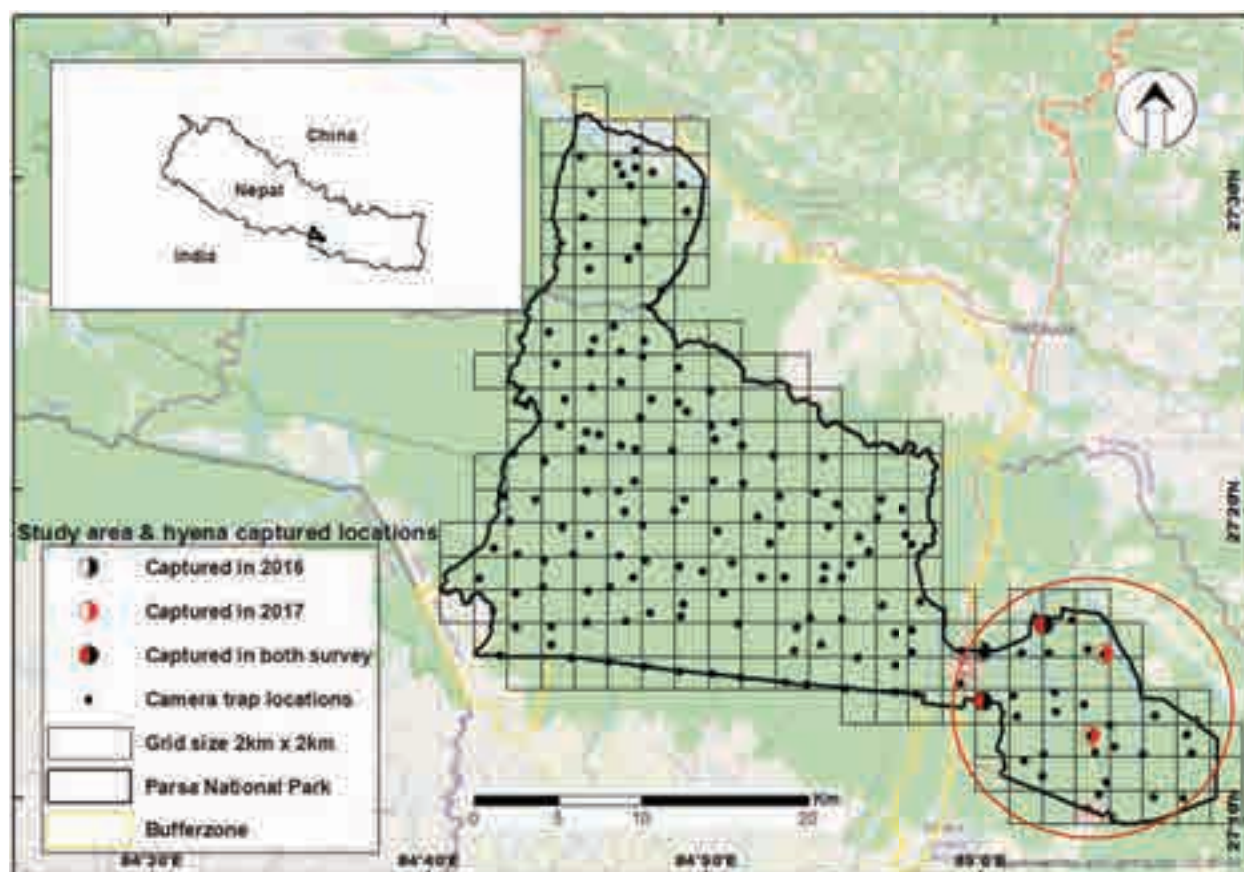 China
Nepal
India
Study area & hyena captured locations
Captured in 2016
Captured in 2017
Captured in both survey
Camera trap locations
Grid size 2km x 2km
Parsa National Park
Bufferzone
Km
0 5 10 20
84°30'E
84°40'E
84°50'E
85°0'E
27°30'N
27°20'N
27°10'N